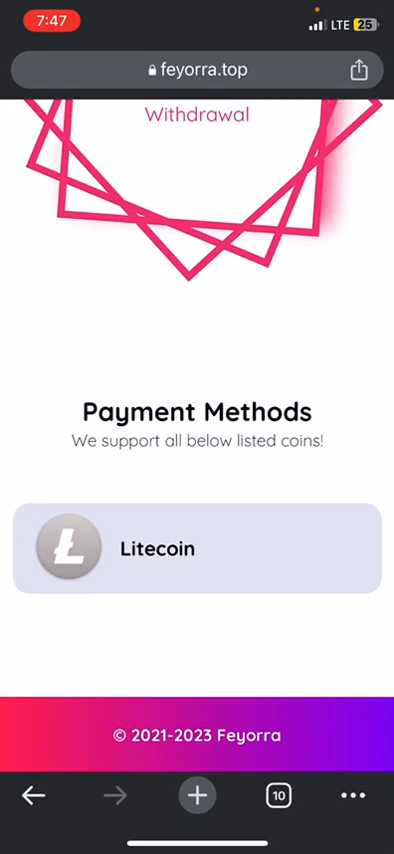 7:47
LTE 25
feyorra.top
Withdrawal
Payment Methods
We support all below listed coins!
Litecoin
© 2021-2023 Feyorra
10